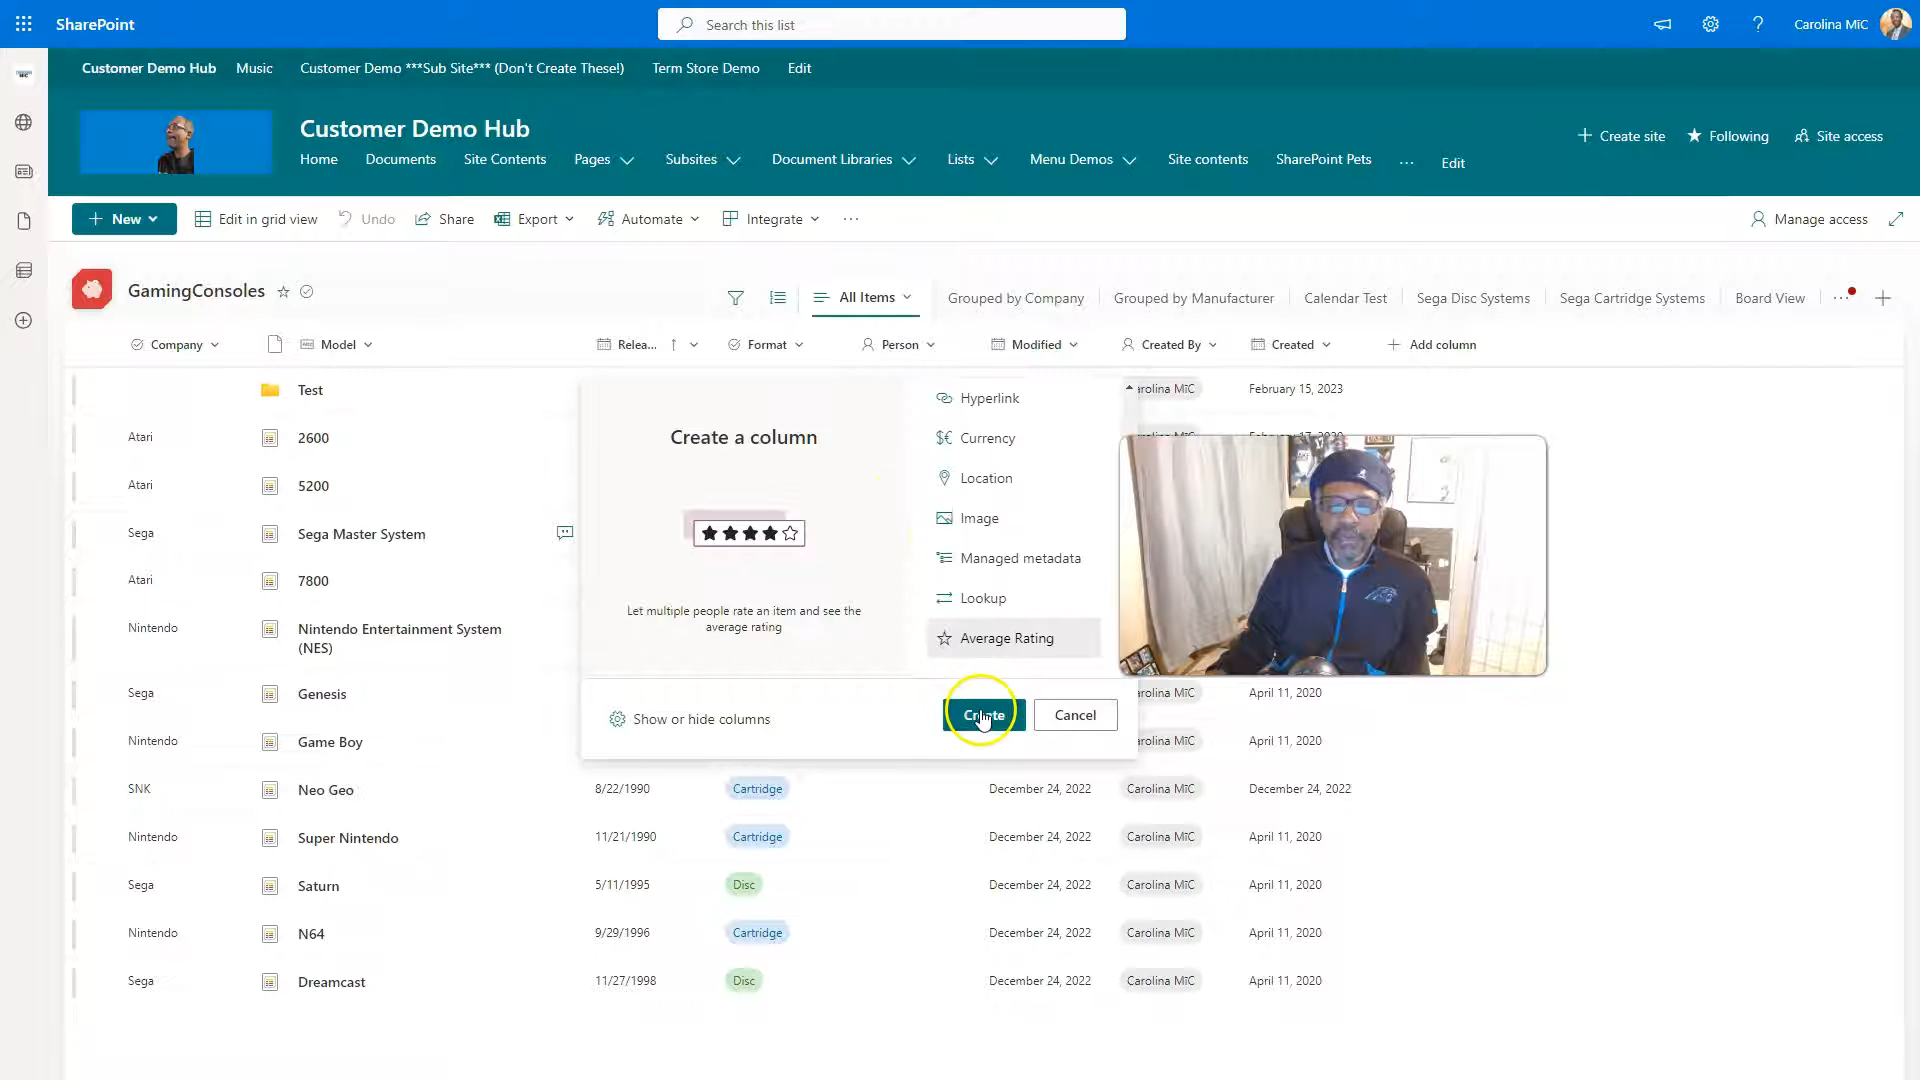 SharePoint
Search this list
Carolina MiC
Customer Demo Hub Music Customer Demo ***Sub Site*** (Don't Create These!) Term Store Demo Edit
Customer Demo Hub
Create site Following Site access
Home Documents Site Contents Pages Subsites Document Libraries Lists Menu Demos Site contents SharePoint Pets ... Edit
New Edit in grid view Undo Share Export Automate Integrate ... Manage access
GamingConsoles
All Items Grouped by Company Grouped by Manufacturer Calendar Test Sega Disc Systems Sega Cartridge Systems Board View ...
Company Model Relea... Format Person Modified Created By Created Add column
Test arolina MiC February 15, 2023
Atari 2600
Atari 5200
Sega Sega Master System
Atari 7800
Nintendo Nintendo Entertainment System
(NES)
Sega Genesis arolina MiC April 11, 2020
Nintendo Game Boy arolina MiC April 11, 2020
SNK Neo Geo 8/22/1990 Cartridge December 24, 2022 Carolina MiC December 24, 2022
Nintendo Super Nintendo 11/21/1990 Cartridge December 24, 2022 Carolina MiC April 11, 2020
Sega Saturn 5/11/1995 Disc December 24, 2022 Carolina MiC April 11, 2020
Nintendo N64 9/29/1996 Cartridge December 24, 2022 Carolina MiC April 11, 2020
Sega Dreamcast 11/27/1998 Disc December 24, 2022 Carolina MiC April 11, 2020
Create a column
Let multiple people rate an item and see the
average rating
Hyperlink
Currency
Location
Image
Managed metadata
Lookup
Average Rating
Show or hide columns
Create Cancel